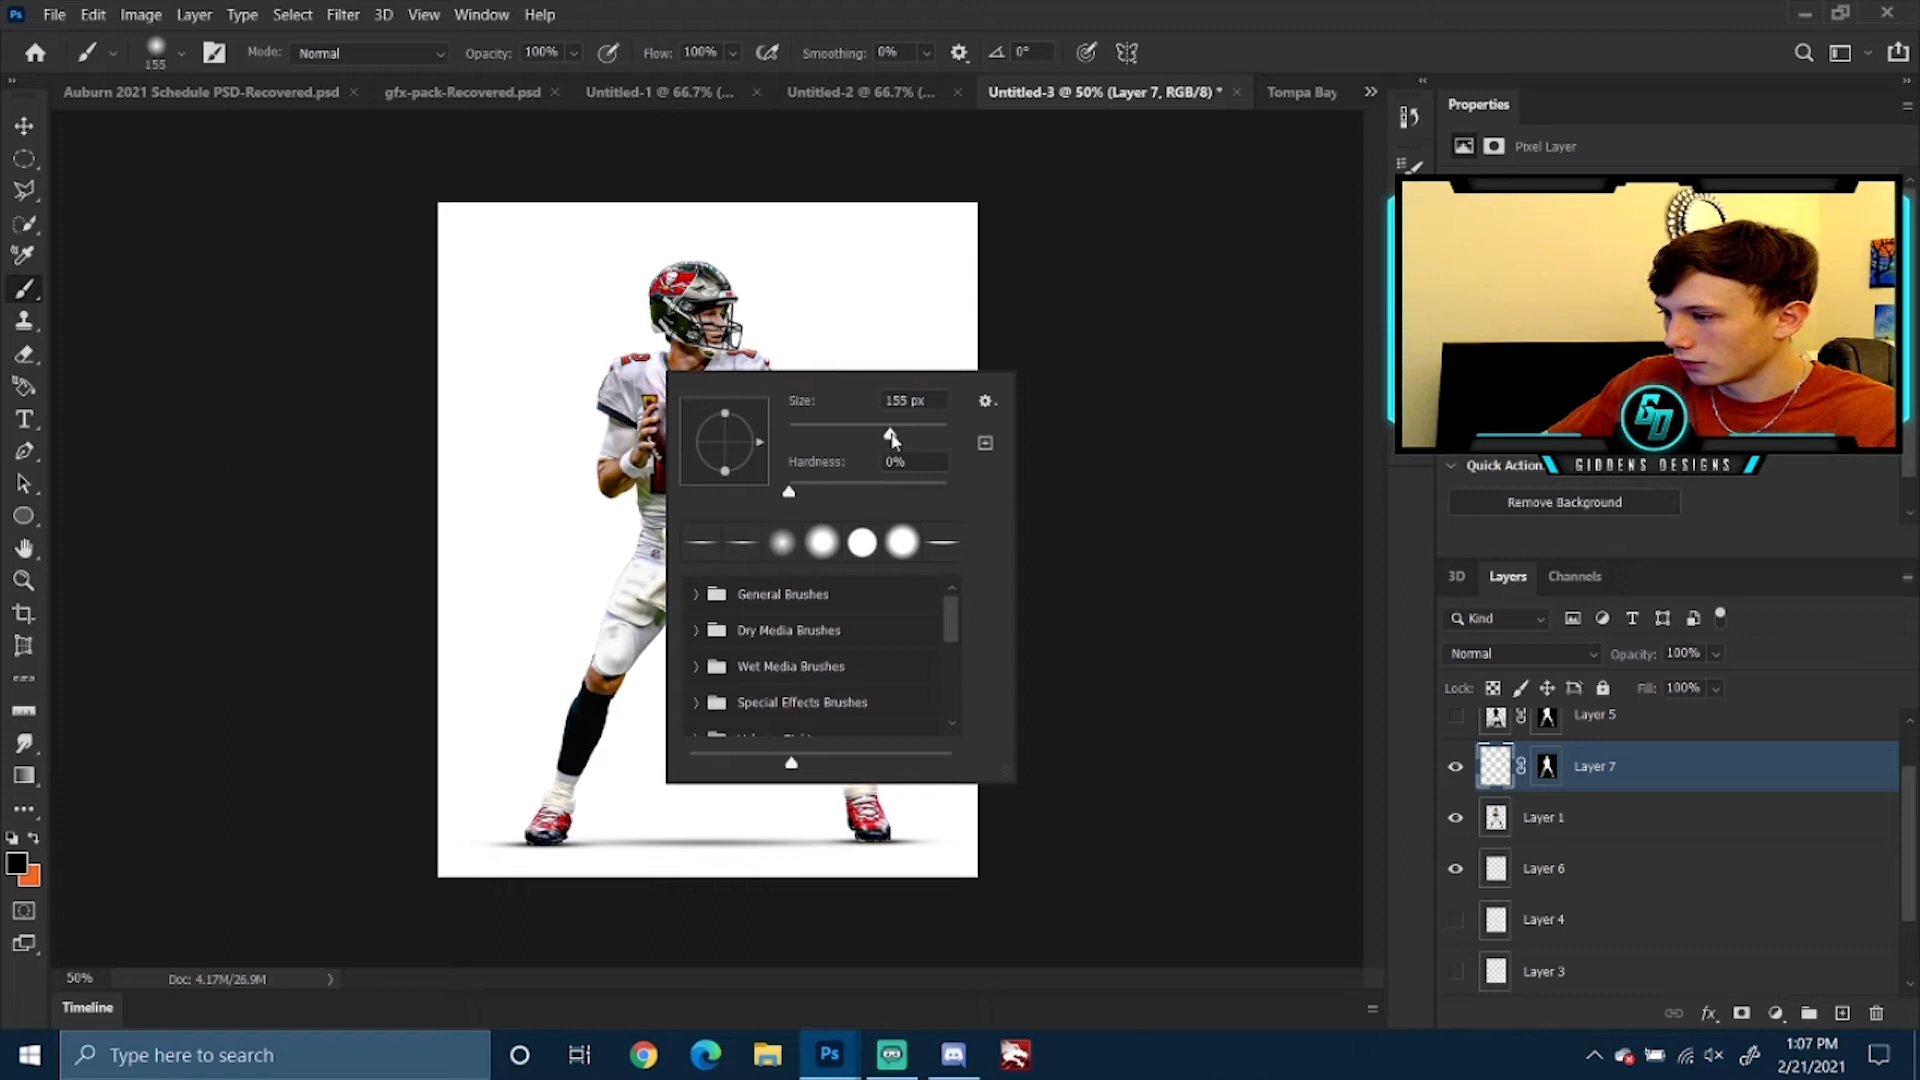 Ps File Edit Image Layer Type Select Filter 3D View Window Help
155 Mode: Normal Opacity: 100% Flow: 100% Smoothing: 0% 0°
Auburn 2021 Schedule PSD-Recovered.psd gfx-pack-Recovered.psd Untitled-1 @ 66.7% (... Untitled-2 @ 66.7% (... Untitled-3 @ 50% (Layer 7, RGB/8) * Tompa Bay
Properties
Pixel Layer
GD
GIDDENS DESIGNS
Quick Action
Remove Background
Size: 155 px
Hardness: 0%
General Brushes
Dry Media Brushes
Wet Media Brushes
Special Effects Brushes
3D Layers Channels
Kind
Normal Opacity: 100%
Lock: Fill: 100%
Layer 5
Layer 7
Layer 1
Layer 6
Layer 4
Layer 3
fx
50% Doc: 4.17M/26.9M
Timeline
Type here to search
Ps
1:07 PM
2/21/2021